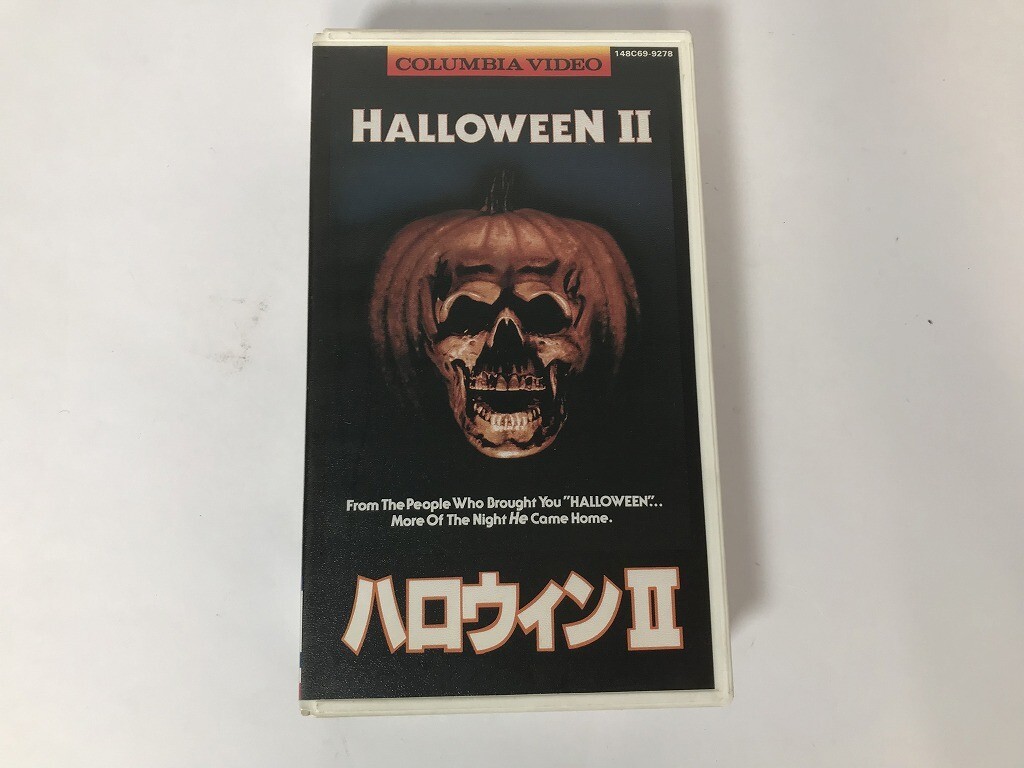 COLUMBIA VIDEO
148C69-9278
HALLOWEEN II
From The People Who Brought You "HALLOWEEN"...
More Of The Night He Came Home.
ハロウィンⅡ